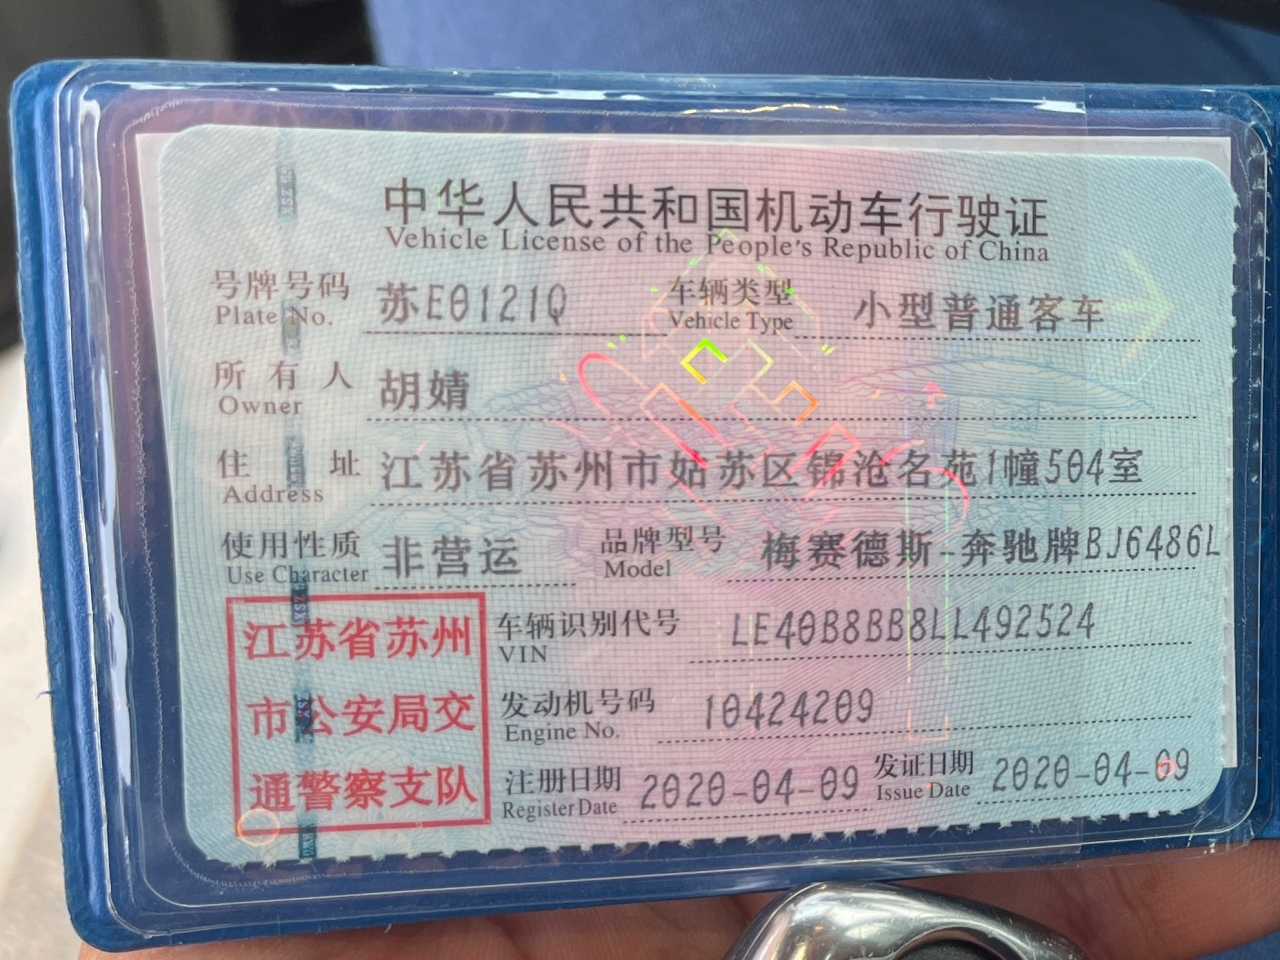 中华人民共和国机动车行驶证
Vehicle License of the People's Republic of China
号牌号码 苏E0121Q 车辆类型 小型普通客车
Plate No. Vehicle Type
所有人 胡婧
Owner
住址 江苏省苏州市姑苏区锦沧名苑1幢504室
Address
使用性质 非营运 品牌型号 梅赛德斯-奔驰牌BJ6486L
Use Character Model
江苏省苏州
市公安局交
通警察支队
车辆识别代号 LE40B8BB8LL492524
VIN
发动机号码 10424209
Engine No.
注册日期 2020-04-09 发证日期 2020-04-09
Register Date Issue Date